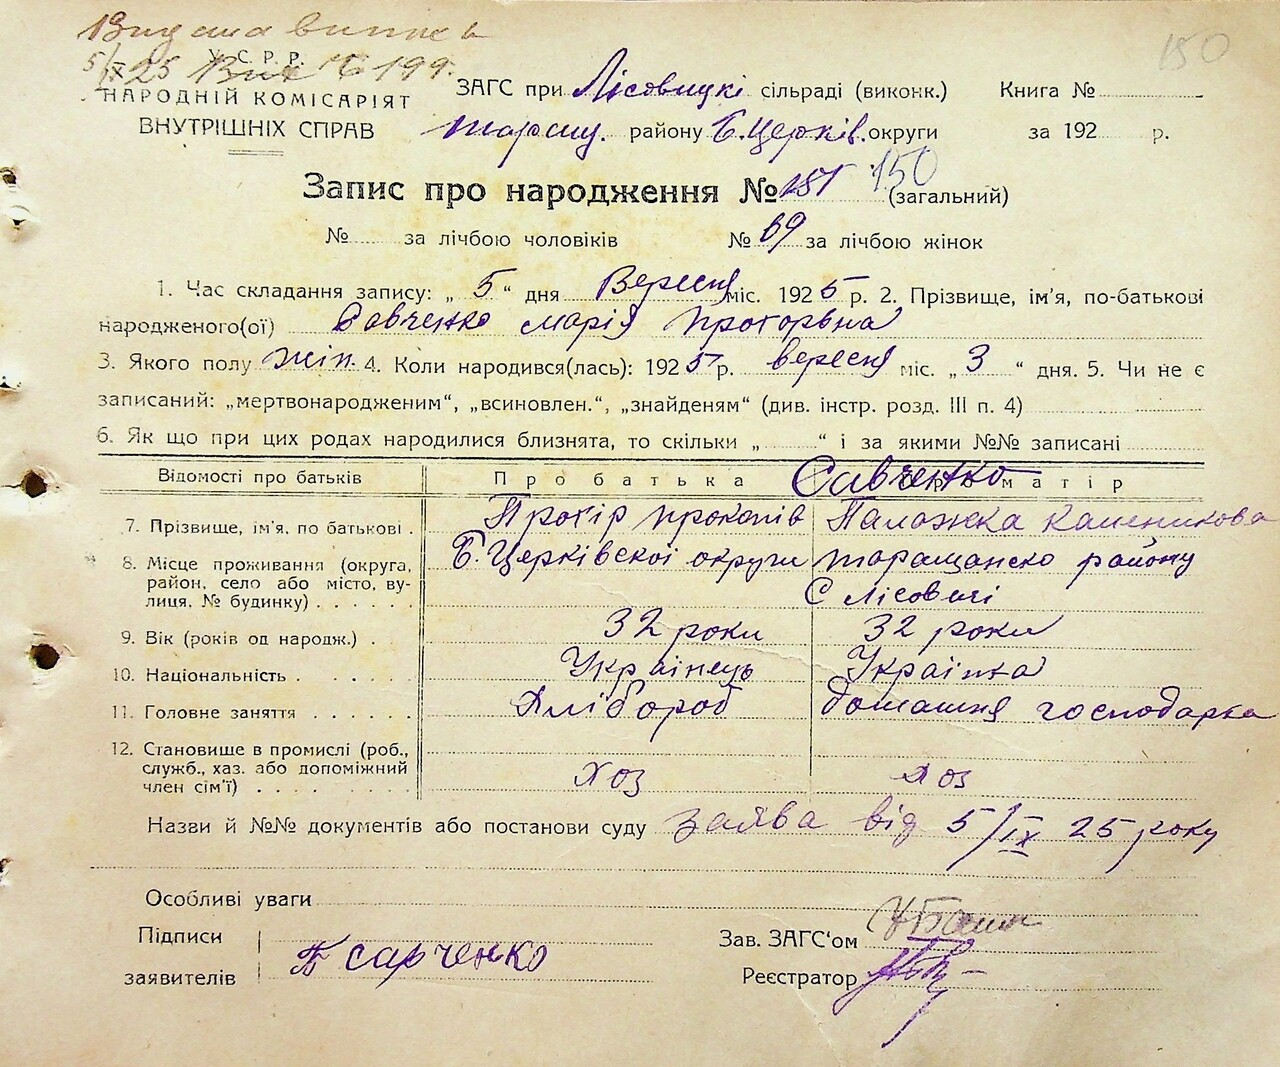 Видана виписка
5/IX 25 Вих № 199.
150
У.С.Р.Р.
НАРОДНІЙ КОМІСАРІЯТ
ВНУТРІШНІХ СПРАВ
ЗАГС при Лісовицкі сільраді (виконк.)
Таращ. району Б.Церків. округи
Книга №
за 192 р.
Запис про народження № 151 150 (загальний)
№ за лічбою чоловіків № 69 за лічбою жінок
1. Час складання запису: „ 5 “ дня Вересня міс. 1925 р. 2. Прізвище, ім'я, по-батькові
народженого(ої) Савченко Марія Прогорьвна
3. Якого полу жін. 4. Коли народився(лась): 1925 р. вересня міс. „ 3 “ дня. 5. Чи не є
записаний: „мертвонародженим“, „всиновлен.“, „знайденям“ (див. інстр. розд. III п. 4)
6. Як що при цих родах народилися близнята, то скільки „ “ і за якими №№ записані
Відомості про батьків Про батька Про матір
Савченко
7. Прізвище, ім'я, по батькові . Прогір Прокопів Палажка
8. Місце проживання (округа, Б.Церківскої округи Таращанско району
район, село або місто, ву- С Лісовичі
лиця, № будинку) . . . . . .
9. Вік (років од народж.) . 32 роки 32 роки
10. Національність . . . . . . Українець Українка
11. Головне заняття . . . . . . Хлібороб домашня господарка
12. Становище в промислі (роб.,
служб., хаз. або допоміжний хоз хоз
член сім'ї) . . . . . . . .
Назви й №№ документів або постанови суду заява від 5/IX 25 року
Особливі уваги
Підписи
заявителів П Савченко
Зав. ЗАГС'ом
Реєстратор